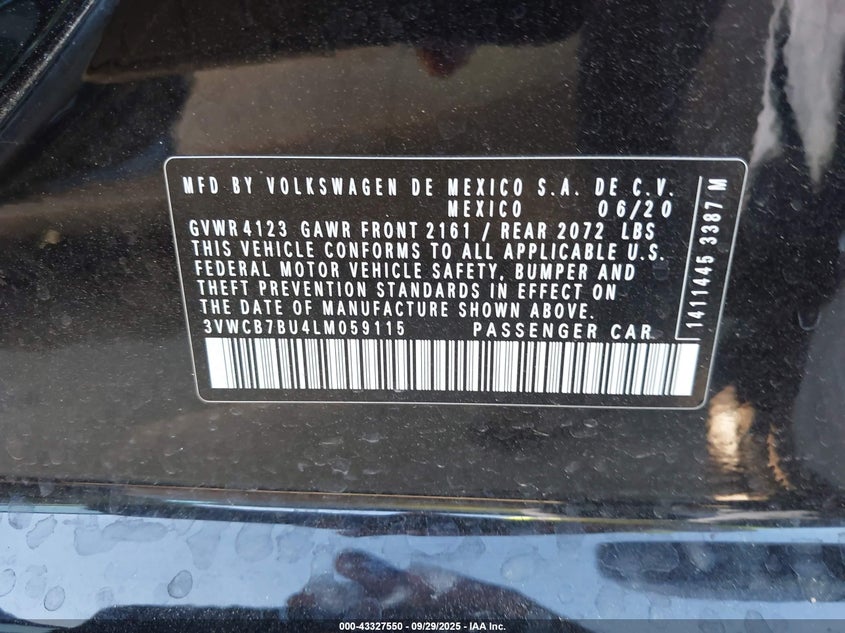 MFD BY VOLKSWAGEN DE MEXICO S.A. DE C.V.
MEXICO 06/20
GVWR 4123 GAWR FRONT 2161 / REAR 2072 LBS
THIS VEHICLE CONFORMS TO ALL APPLICABLE U.S.
FEDERAL MOTOR VEHICLE SAFETY, BUMPER AND
THEFT PREVENTION STANDARDS IN EFFECT ON
THE DATE OF MANUFACTURE SHOWN ABOVE.
3VWCB7BU4LM059115 PASSENGER CAR
1411445 3387 M
000-43327550 - 09/29/2025 - IAA Inc.